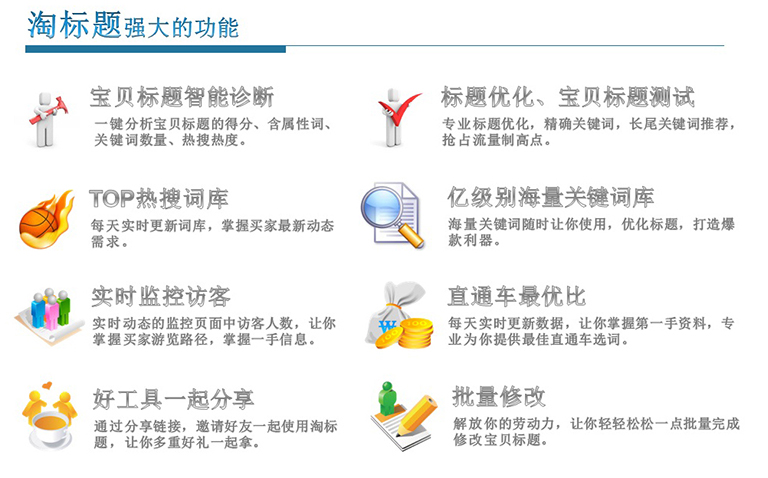 淘标题强大的功能
宝贝标题智能诊断
一键分析宝贝标题的得分、含属性词、
关键词数量、热搜热度。
标题优化、宝贝标题测试
专业标题优化，精确关键词，长尾关键词推荐，
抢占流量制高点。
TOP热搜词库
每天实时更新词库，掌握买家最新动态
需求。
亿级别海量关键词库
海量关键词随时让你使用，优化标题，打造爆
款利器。
实时监控访客
实时动态的监控页面中访客人数，让你
掌握买家游览路径，掌握一手信息。
直通车最优比
每天实时更新数据，让你掌握第一手资料，专
业为你提供最佳直通车选词。
好工具一起分享
通过分享链接，邀请好友一起使用淘标
题，让你多重好礼一起拿。
批量修改
解放你的劳动力，让你轻轻松松一点批量完成
修改宝贝标题。